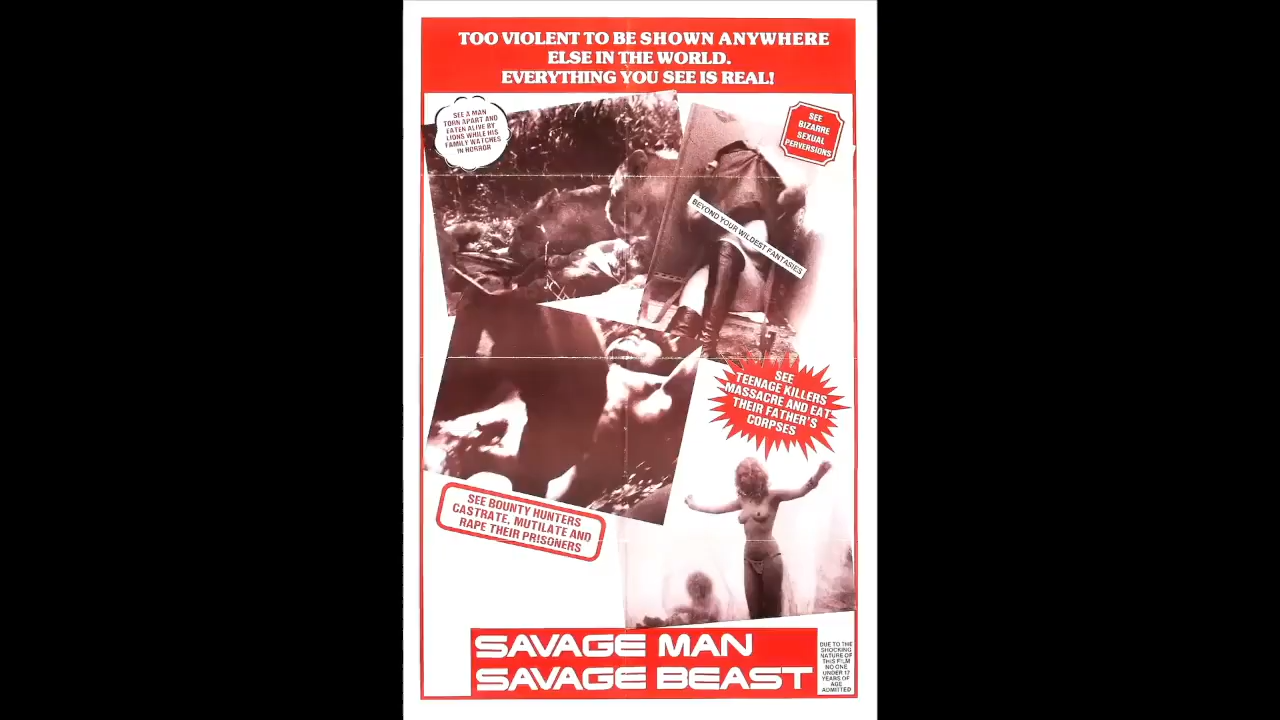 TOO VIOLENT TO BE SHOWN ANYWHERE
ELSE IN THE WORLD.
EVERYTHING YOU SEE IS REAL!
SEE A MAN
TORN APART AND
EATEN ALIVE BY
LIONS WHILE HIS
FAMILY WATCHES
IN HORROR
SEE
BIZARRE
SEXUAL
PERVERSIONS
BEYOND YOUR WILDEST FANTASIES
SEE
TEENAGE KILLERS
MASSACRE AND EAT
THEIR FATHER'S
CORPSES
SEE BOUNTY HUNTERS
CASTRATE, MUTILATE AND
RAPE THEIR PRISONERS
SAVAGE MAN
SAVAGE BEAST
DUE TO THE
SHOCKING
NATURE OF
THIS FILM
NO ONE
UNDER 17
YEARS OF
AGE
ADMITTED